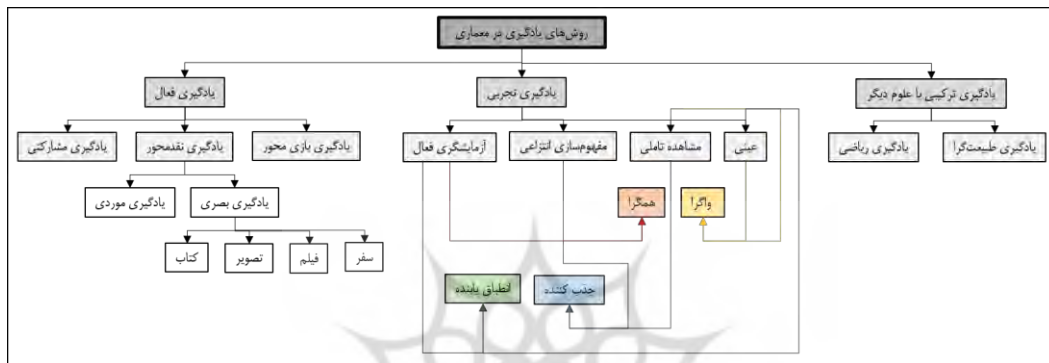 روش‌های یادگیری در معماری
یادگیری ترکیبی با علوم دیگر
یادگیری تجربی
یادگیری فعال
یادگیری طبیعت‌گرا
یادگیری ریاضی
عینی
مشاهده تاملی
مفهوم‌سازی انتزاعی
آزمایشگری فعال
یادگیری بازی محور
یادگیری نقدمحور
یادگیری مشارکتی
واگرا
همگرا
یادگیری بصری
یادگیری موردی
سفر
فیلم
تصویر
کتاب
جذب کننده
انطباق یابنده